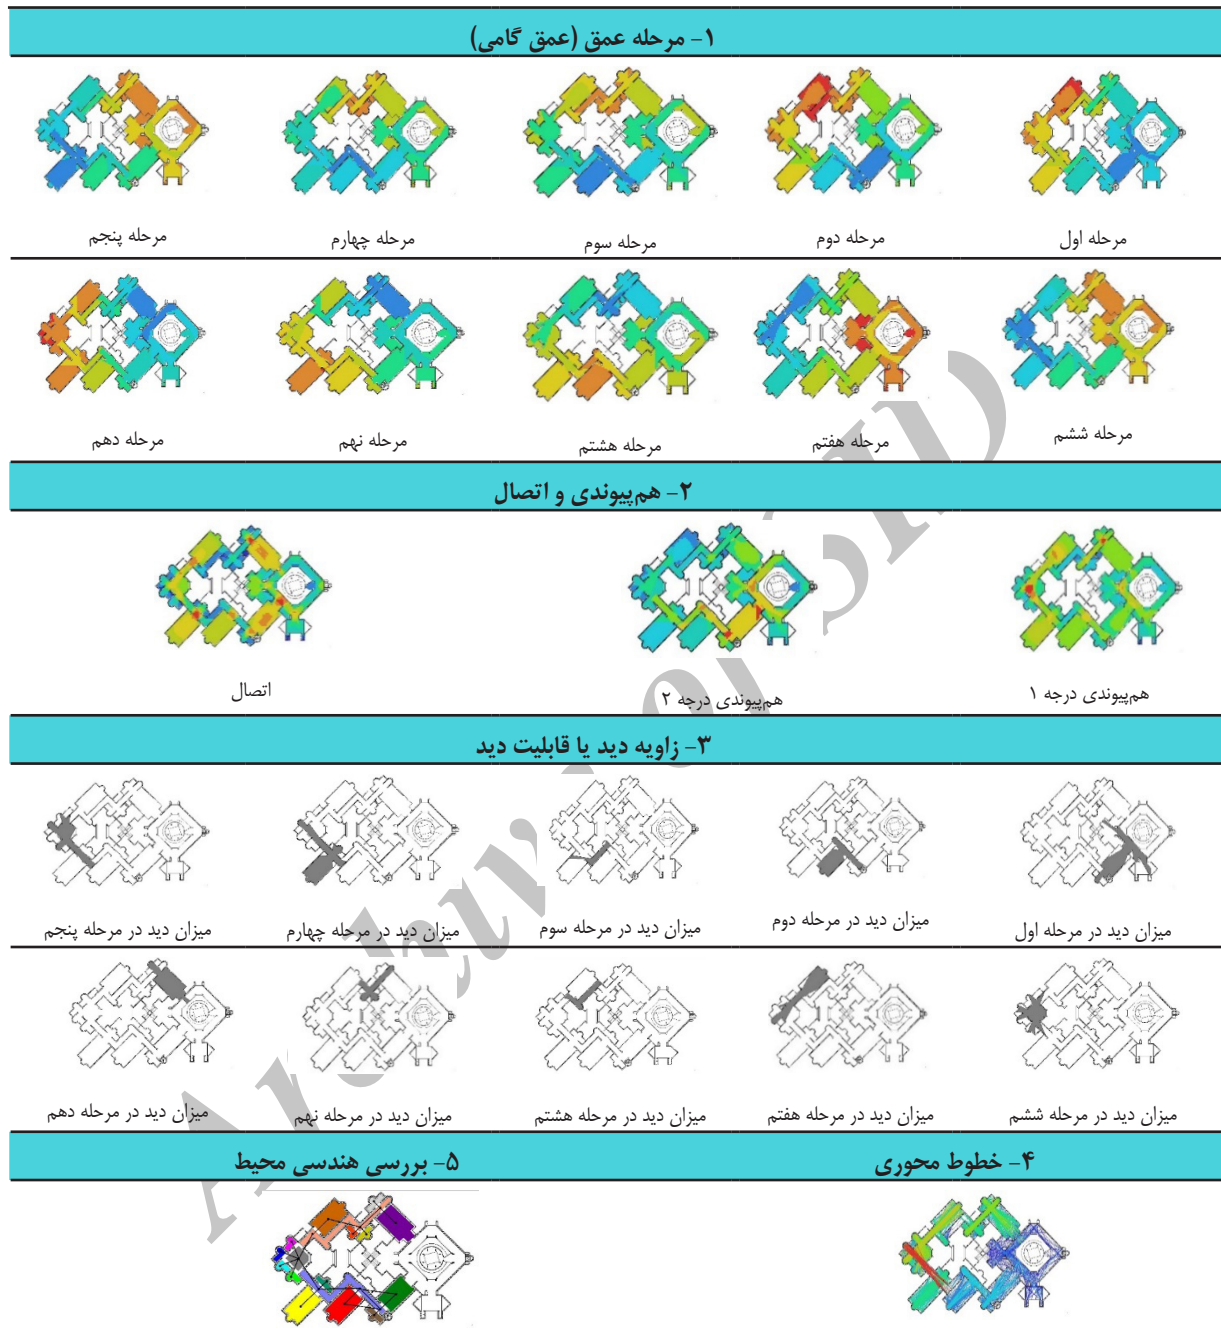 ۱- مرحله عمق (عمق گامی)
مرحله اول
مرحله دوم
مرحله سوم
مرحله چهارم
مرحله پنجم
مرحله ششم
مرحله هفتم
مرحله هشتم
مرحله نهم
مرحله دهم
۲- هم‌پیوندی و اتصال
هم‌پیوندی درجه ۱
هم‌پیوندی درجه ۲
اتصال
۳- زاویه دید یا قابلیت دید
میزان دید در مرحله اول
میزان دید در مرحله دوم
میزان دید در مرحله سوم
میزان دید در مرحله چهارم
میزان دید در مرحله پنجم
میزان دید در مرحله ششم
میزان دید در مرحله هفتم
میزان دید در مرحله هشتم
میزان دید در مرحله نهم
میزان دید در مرحله دهم
۴- خطوط محوری
۵- بررسی هندسی محیط
Archive of SID